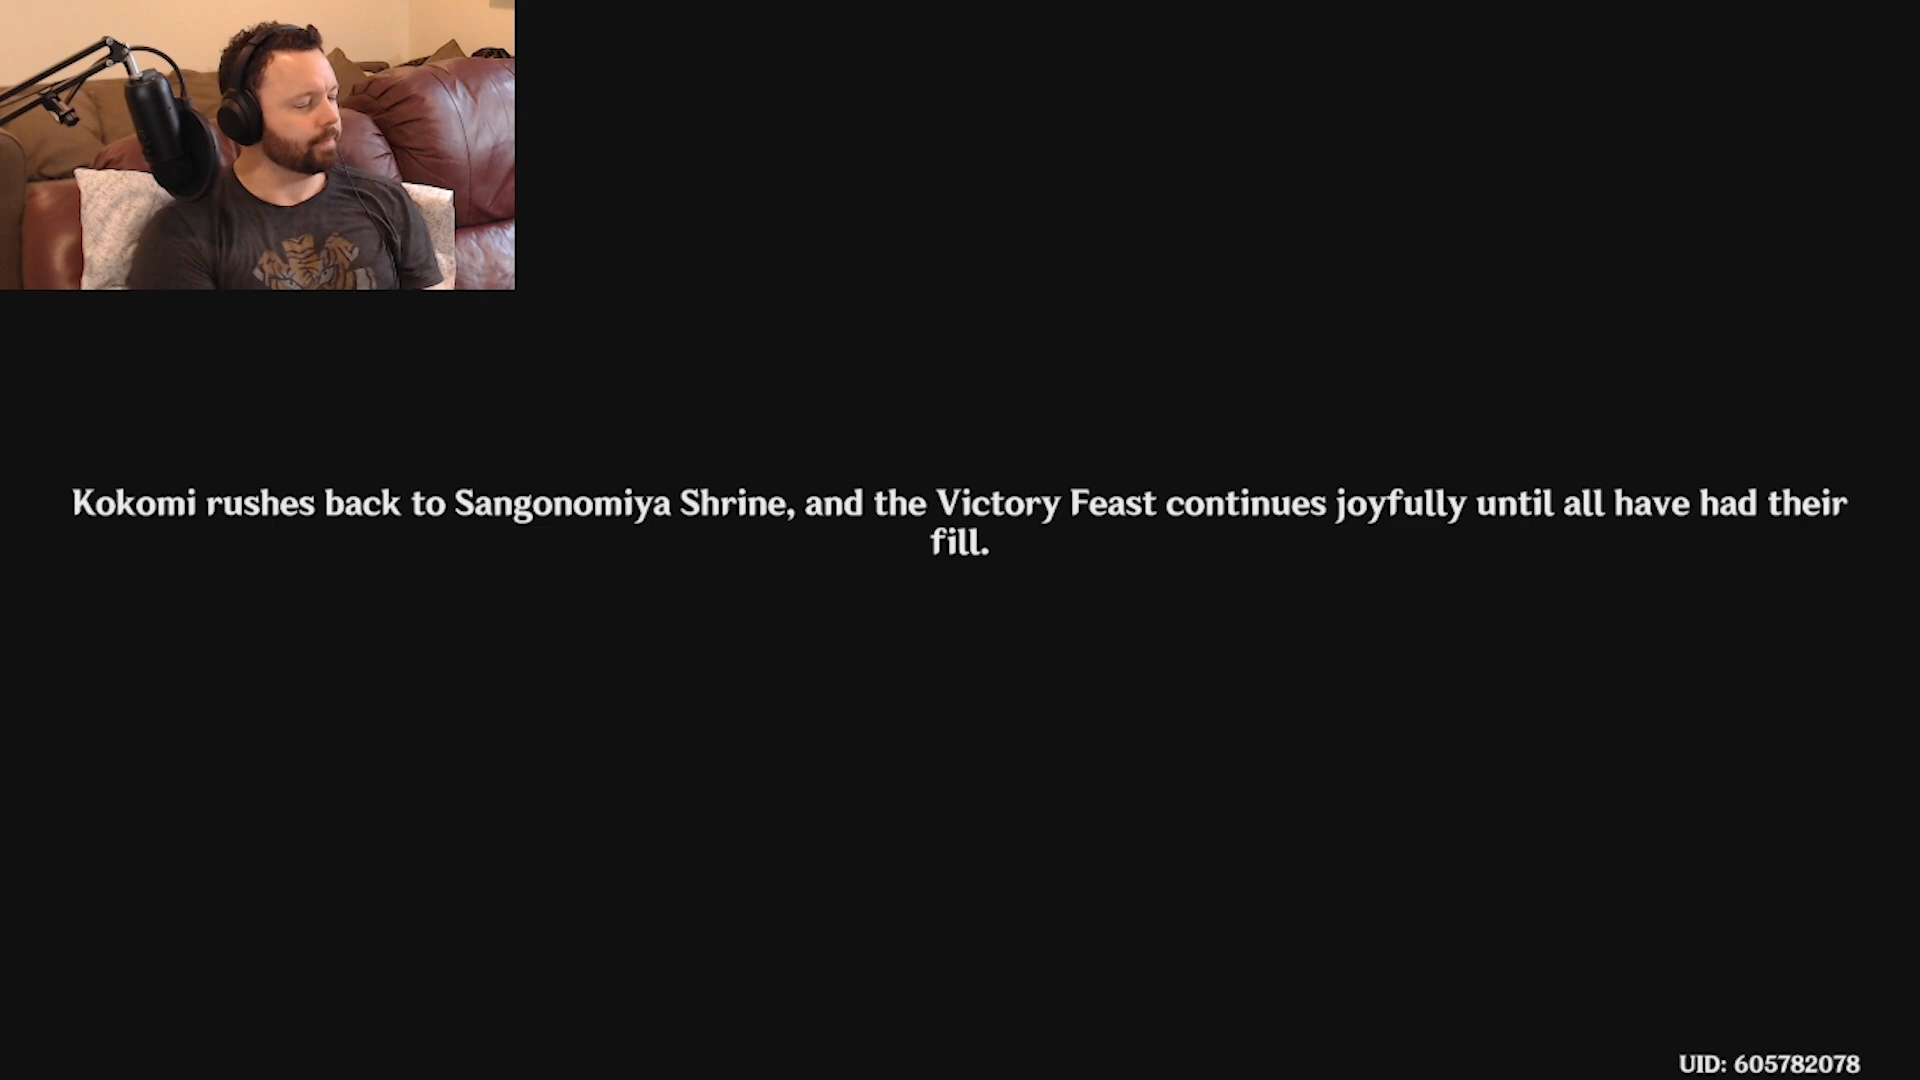 Kokomi rushes back to Sangonomiya Shrine, and the Victory Feast continues joyfully until all have had their
fill.
UID: 605782078